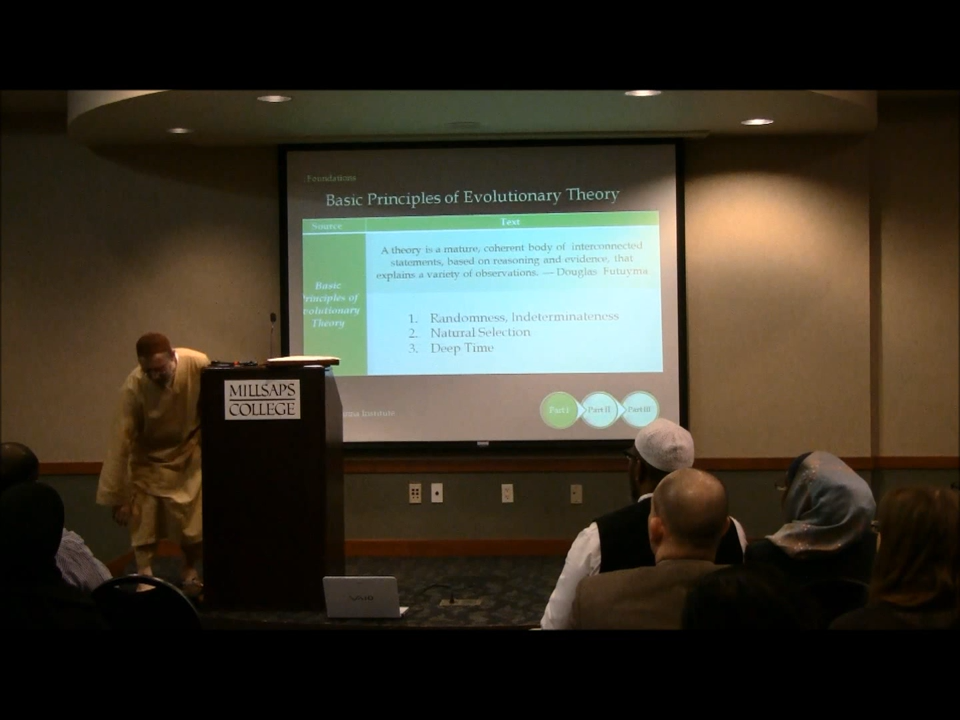 Foundations
Basic Principles of Evolutionary Theory
Source Text
A theory is a mature, coherent body of interconnected
statements, based on reasoning and evidence, that
explains a variety of observations. — Douglas Futuyma
Basic
Principles of
Evolutionary
Theory
1. Randomness, Indeterminateness
2. Natural Selection
3. Deep Time
MILLSAPS
COLLEGE
Institute
Part I Part II Part III
VAIO